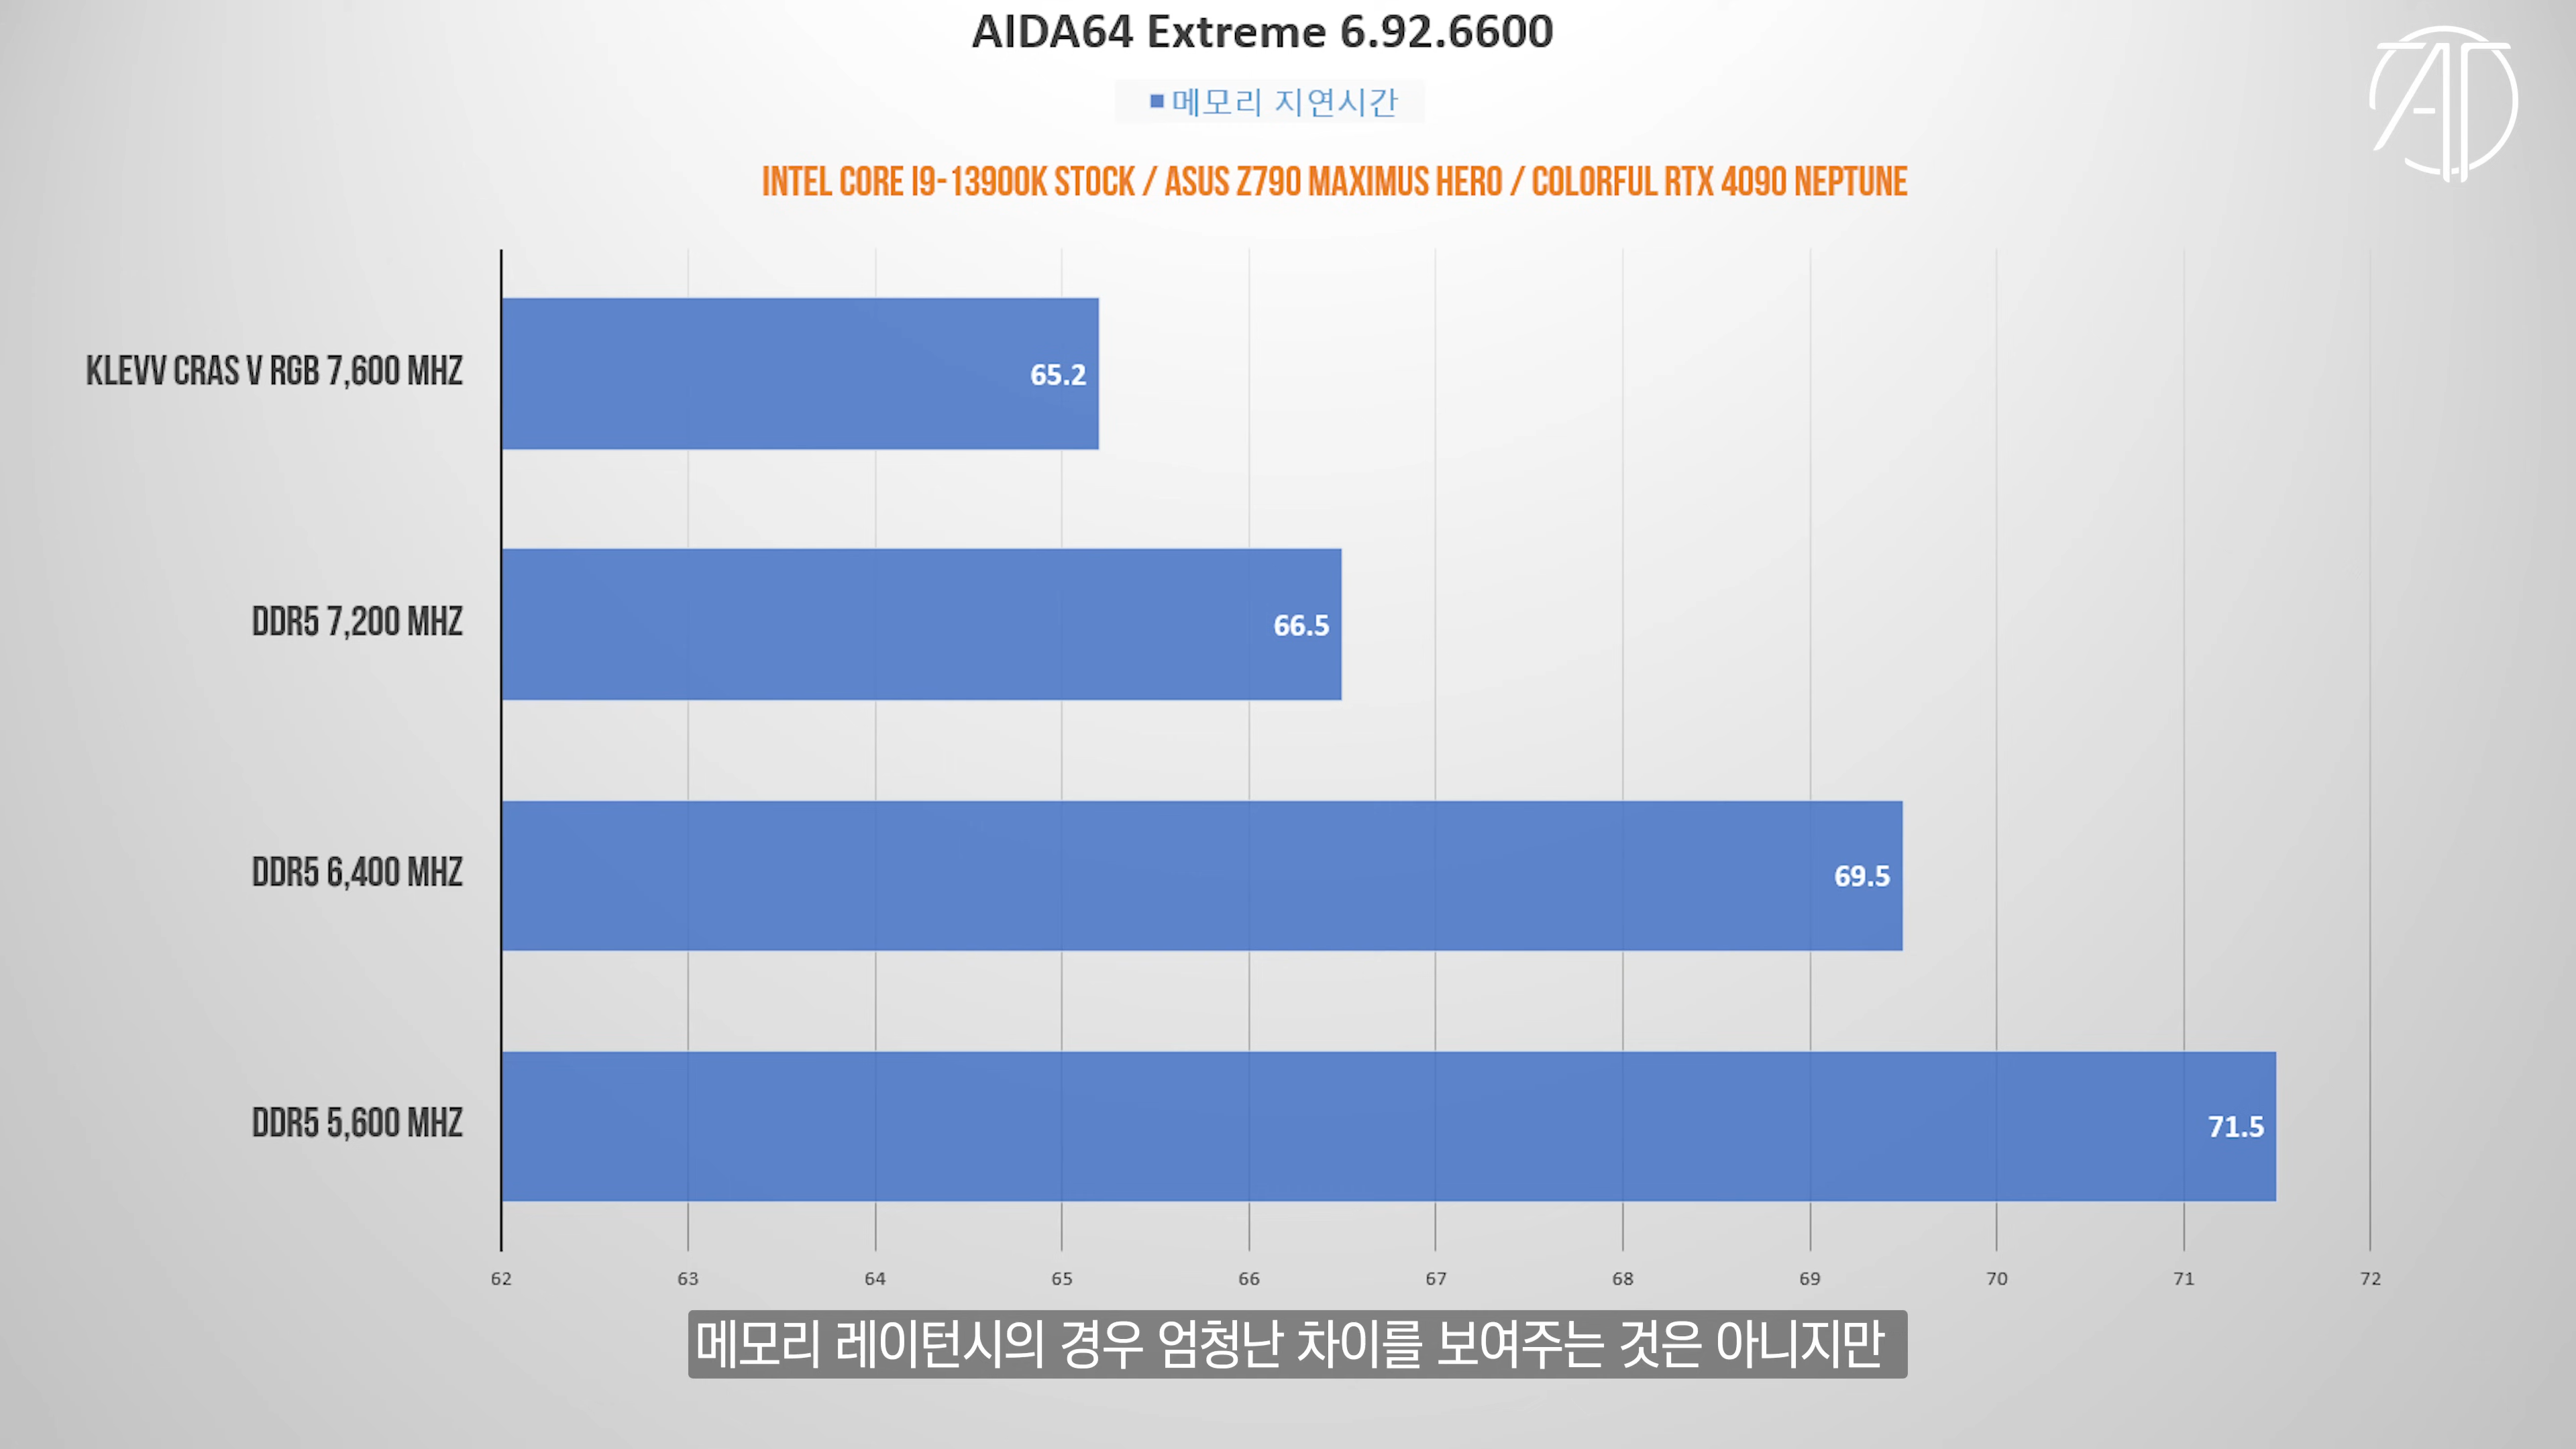 AIDA64 Extreme 6.92.6600
메모리 지연시간
INTEL CORE I9-13900K STOCK / ASUS Z790 MAXIMUS HERO / COLORFUL RTX 4090 NEPTUNE
KLEVV CRAS V RGB 7,600 MHZ
65.2
DDR5 7,200 MHZ
66.5
DDR5 6,400 MHZ
69.5
DDR5 5,600 MHZ
71.5
62 63 64 65 66 67 68 69 70 71 72
메모리 레이턴시의 경우 엄청난 차이를 보여주는 것은 아니지만